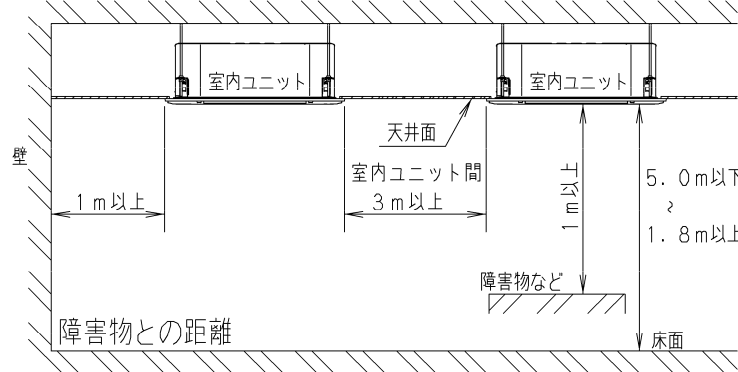 室内ユニット
室内ユニット
天井面
壁
室内ユニット間
1m以上
3m以上
1m以上
5.0m以下
~
1.8m以上
障害物など
障害物との距離
床面